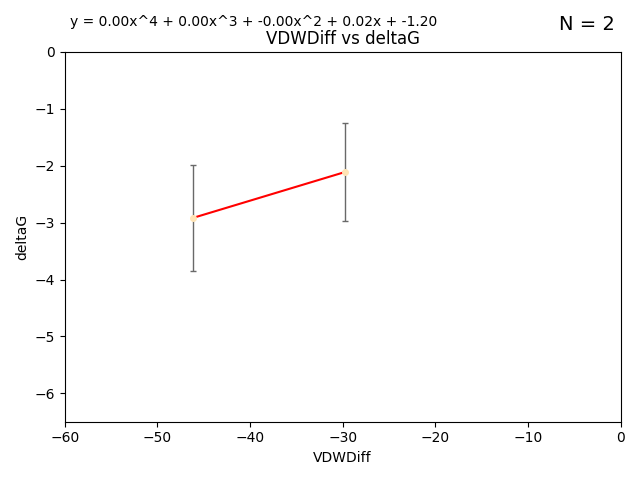 y = 0.00x^4 + 0.00x^3 + -0.00x^2 + 0.02x + -1.20
N = 2
VDWDiff vs deltaG
0
−1
−2
−3
−4
−5
−6
deltaG
−60 −50 −40 −30 −20 −10 0
VDWDiff